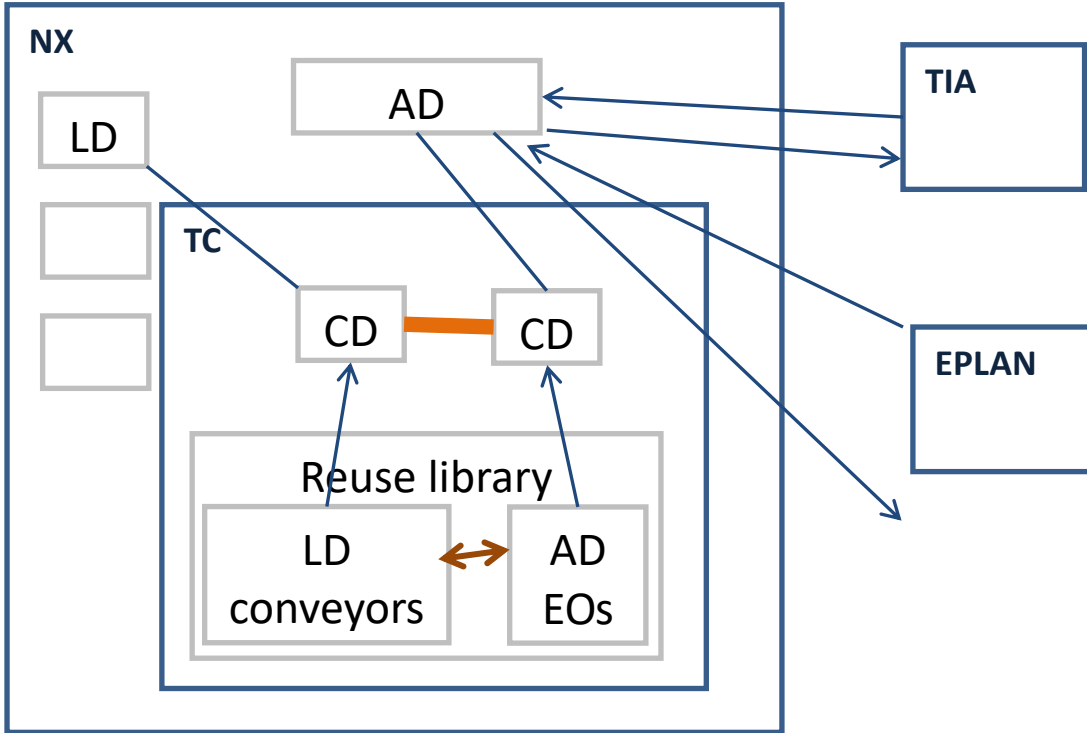 NX
TIA
AD
LD
TC
CD
CD
EPLAN
Reuse library
LD
conveyors
AD
EOs